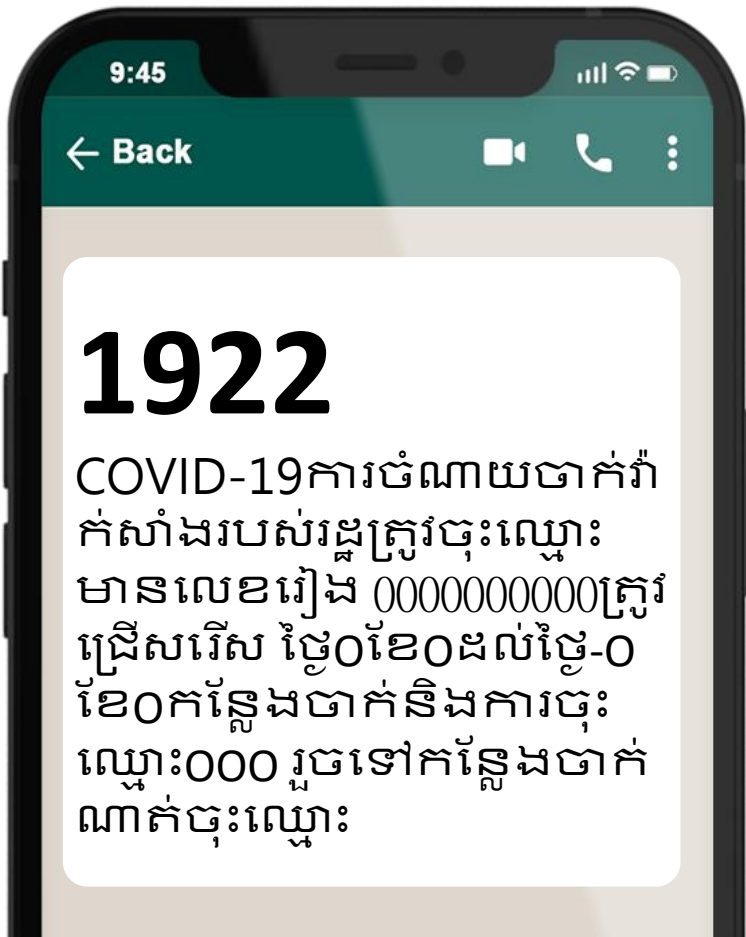 9:45
← Back
1922
COVID-19ការចំណាយចាក់វ៉ា
ក់សាំងរបស់រដ្ឋត្រូវចុះឈ្មោះ
មានលេខរៀង 0000000000ត្រូវ
ជ្រើសរើស ថ្ងៃ0ខែ0ដល់ថ្ងៃ-0
ខែ0កន្លែងចាក់និងការចុះ
ឈ្មោះ000 រួចទៅកន្លែងចាក់
ណាត់ចុះឈ្មោះ